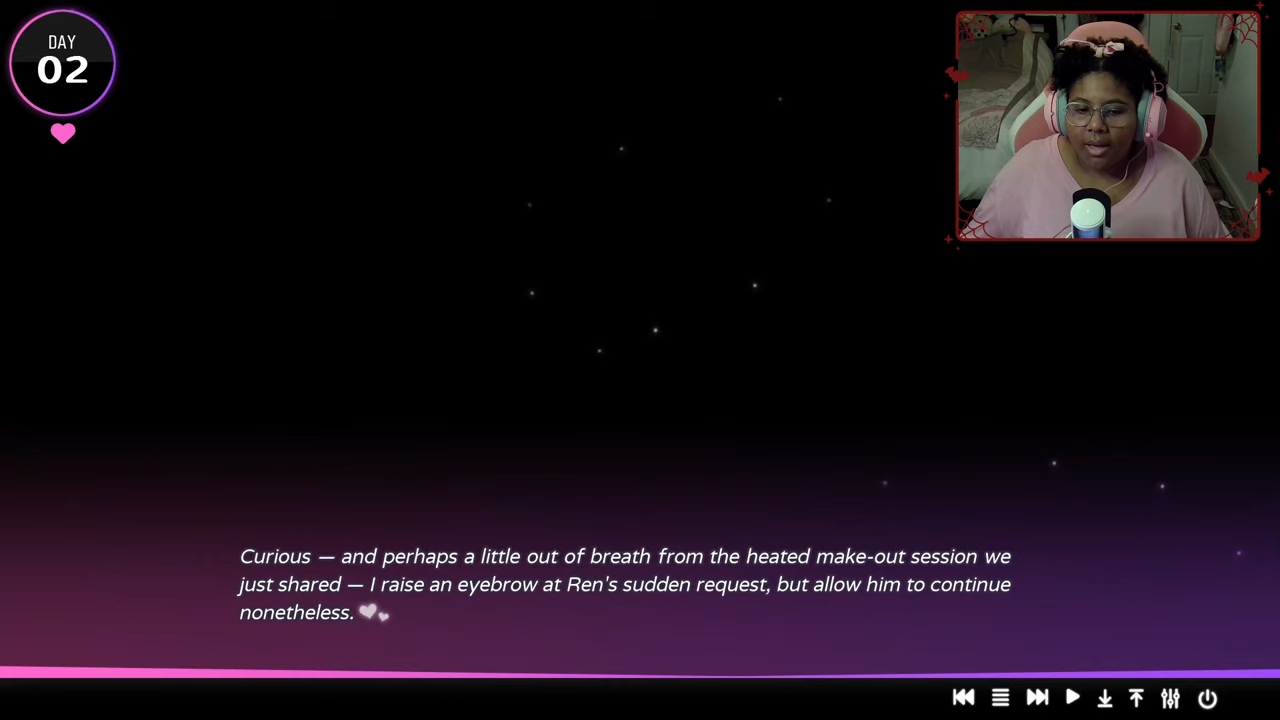 DAY
02
Curious — and perhaps a little out of breath from the heated make-out session we
just shared — I raise an eyebrow at Ren's sudden request, but allow him to continue
nonetheless.